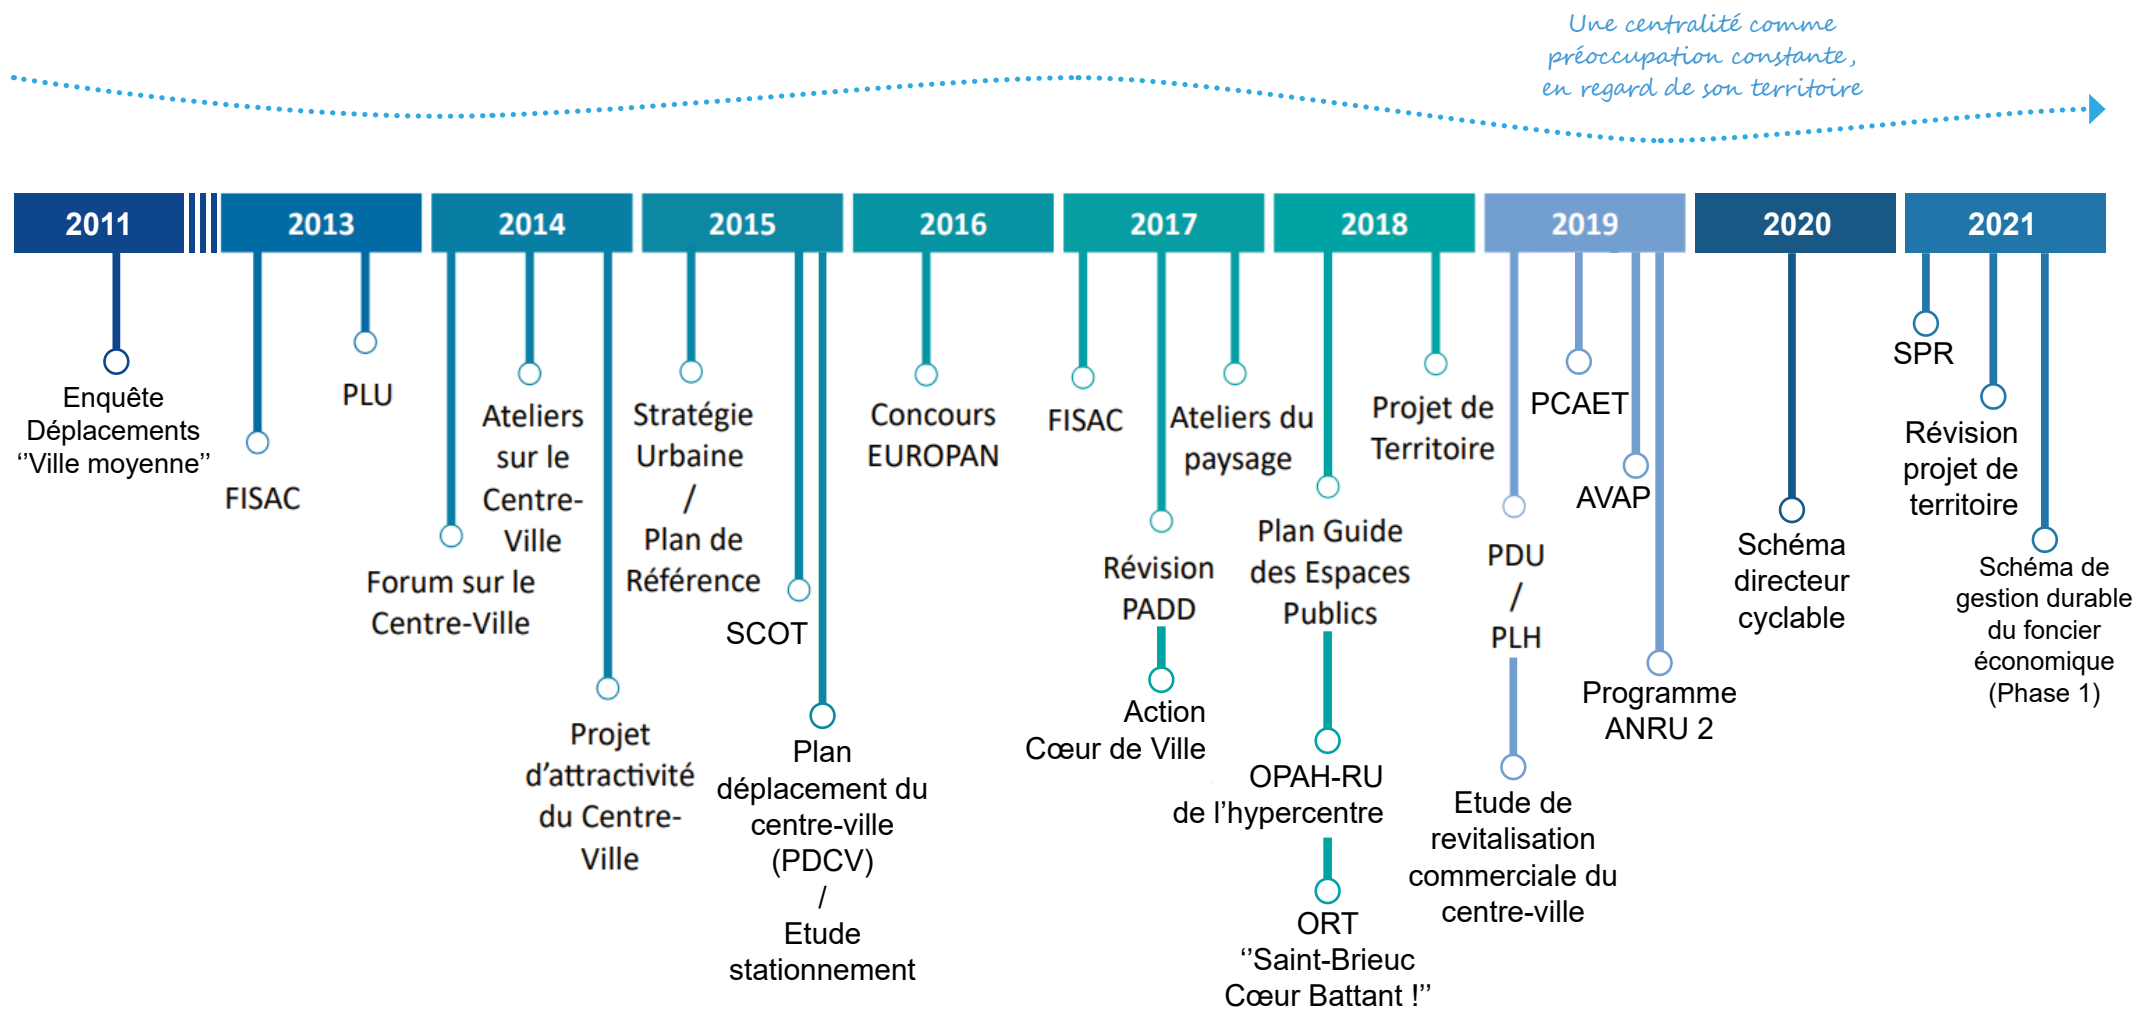 Une centralité comme
préoccupation constante,
en regard de son territoire
2011
2013
2014
2015
2016
2017
2018
2019
2020
2021
Enquête
Déplacements
‘’Ville moyenne’’
FISAC
PLU
Forum sur le
Centre-Ville
Ateliers
sur le
Centre-
Ville
Projet
d’attractivité
du Centre-
Ville
Stratégie
Urbaine
/
Plan de
Référence
SCOT
Plan
déplacement du
centre-ville
(PDCV)
/
Etude
stationnement
Concours
EUROPAN
FISAC
Révision
PADD
Action
Cœur de Ville
Ateliers du
paysage
Plan Guide
des Espaces
Publics
OPAH-RU
de l’hypercentre
ORT
‘’Saint-Brieuc
Cœur Battant !’’
Projet de
Territoire
PDU
/
PLH
Etude de
revitalisation
commerciale du
centre-ville
PCAET
AVAP
Programme
ANRU 2
Schéma
directeur
cyclable
SPR
Révision
projet de
territoire
Schéma de
gestion durable
du foncier
économique
(Phase 1)